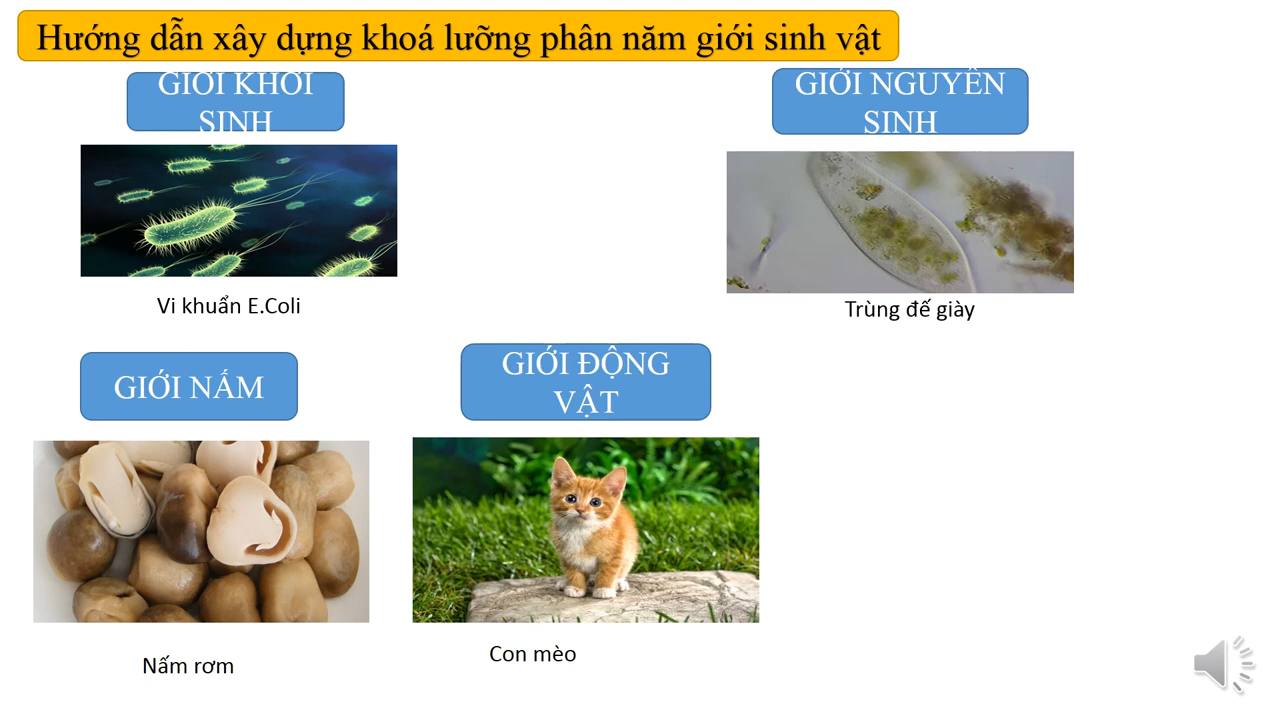 Hướng dẫn xây dựng khoá lưỡng phân năm giới sinh vật
GIỚI KHỞI
SINH
GIỚI NGUYÊN
SINH
Vi khuẩn E.Coli
Trùng đế giày
GIỚI NẤM
GIỚI ĐỘNG
VẬT
Nấm rơm
Con mèo